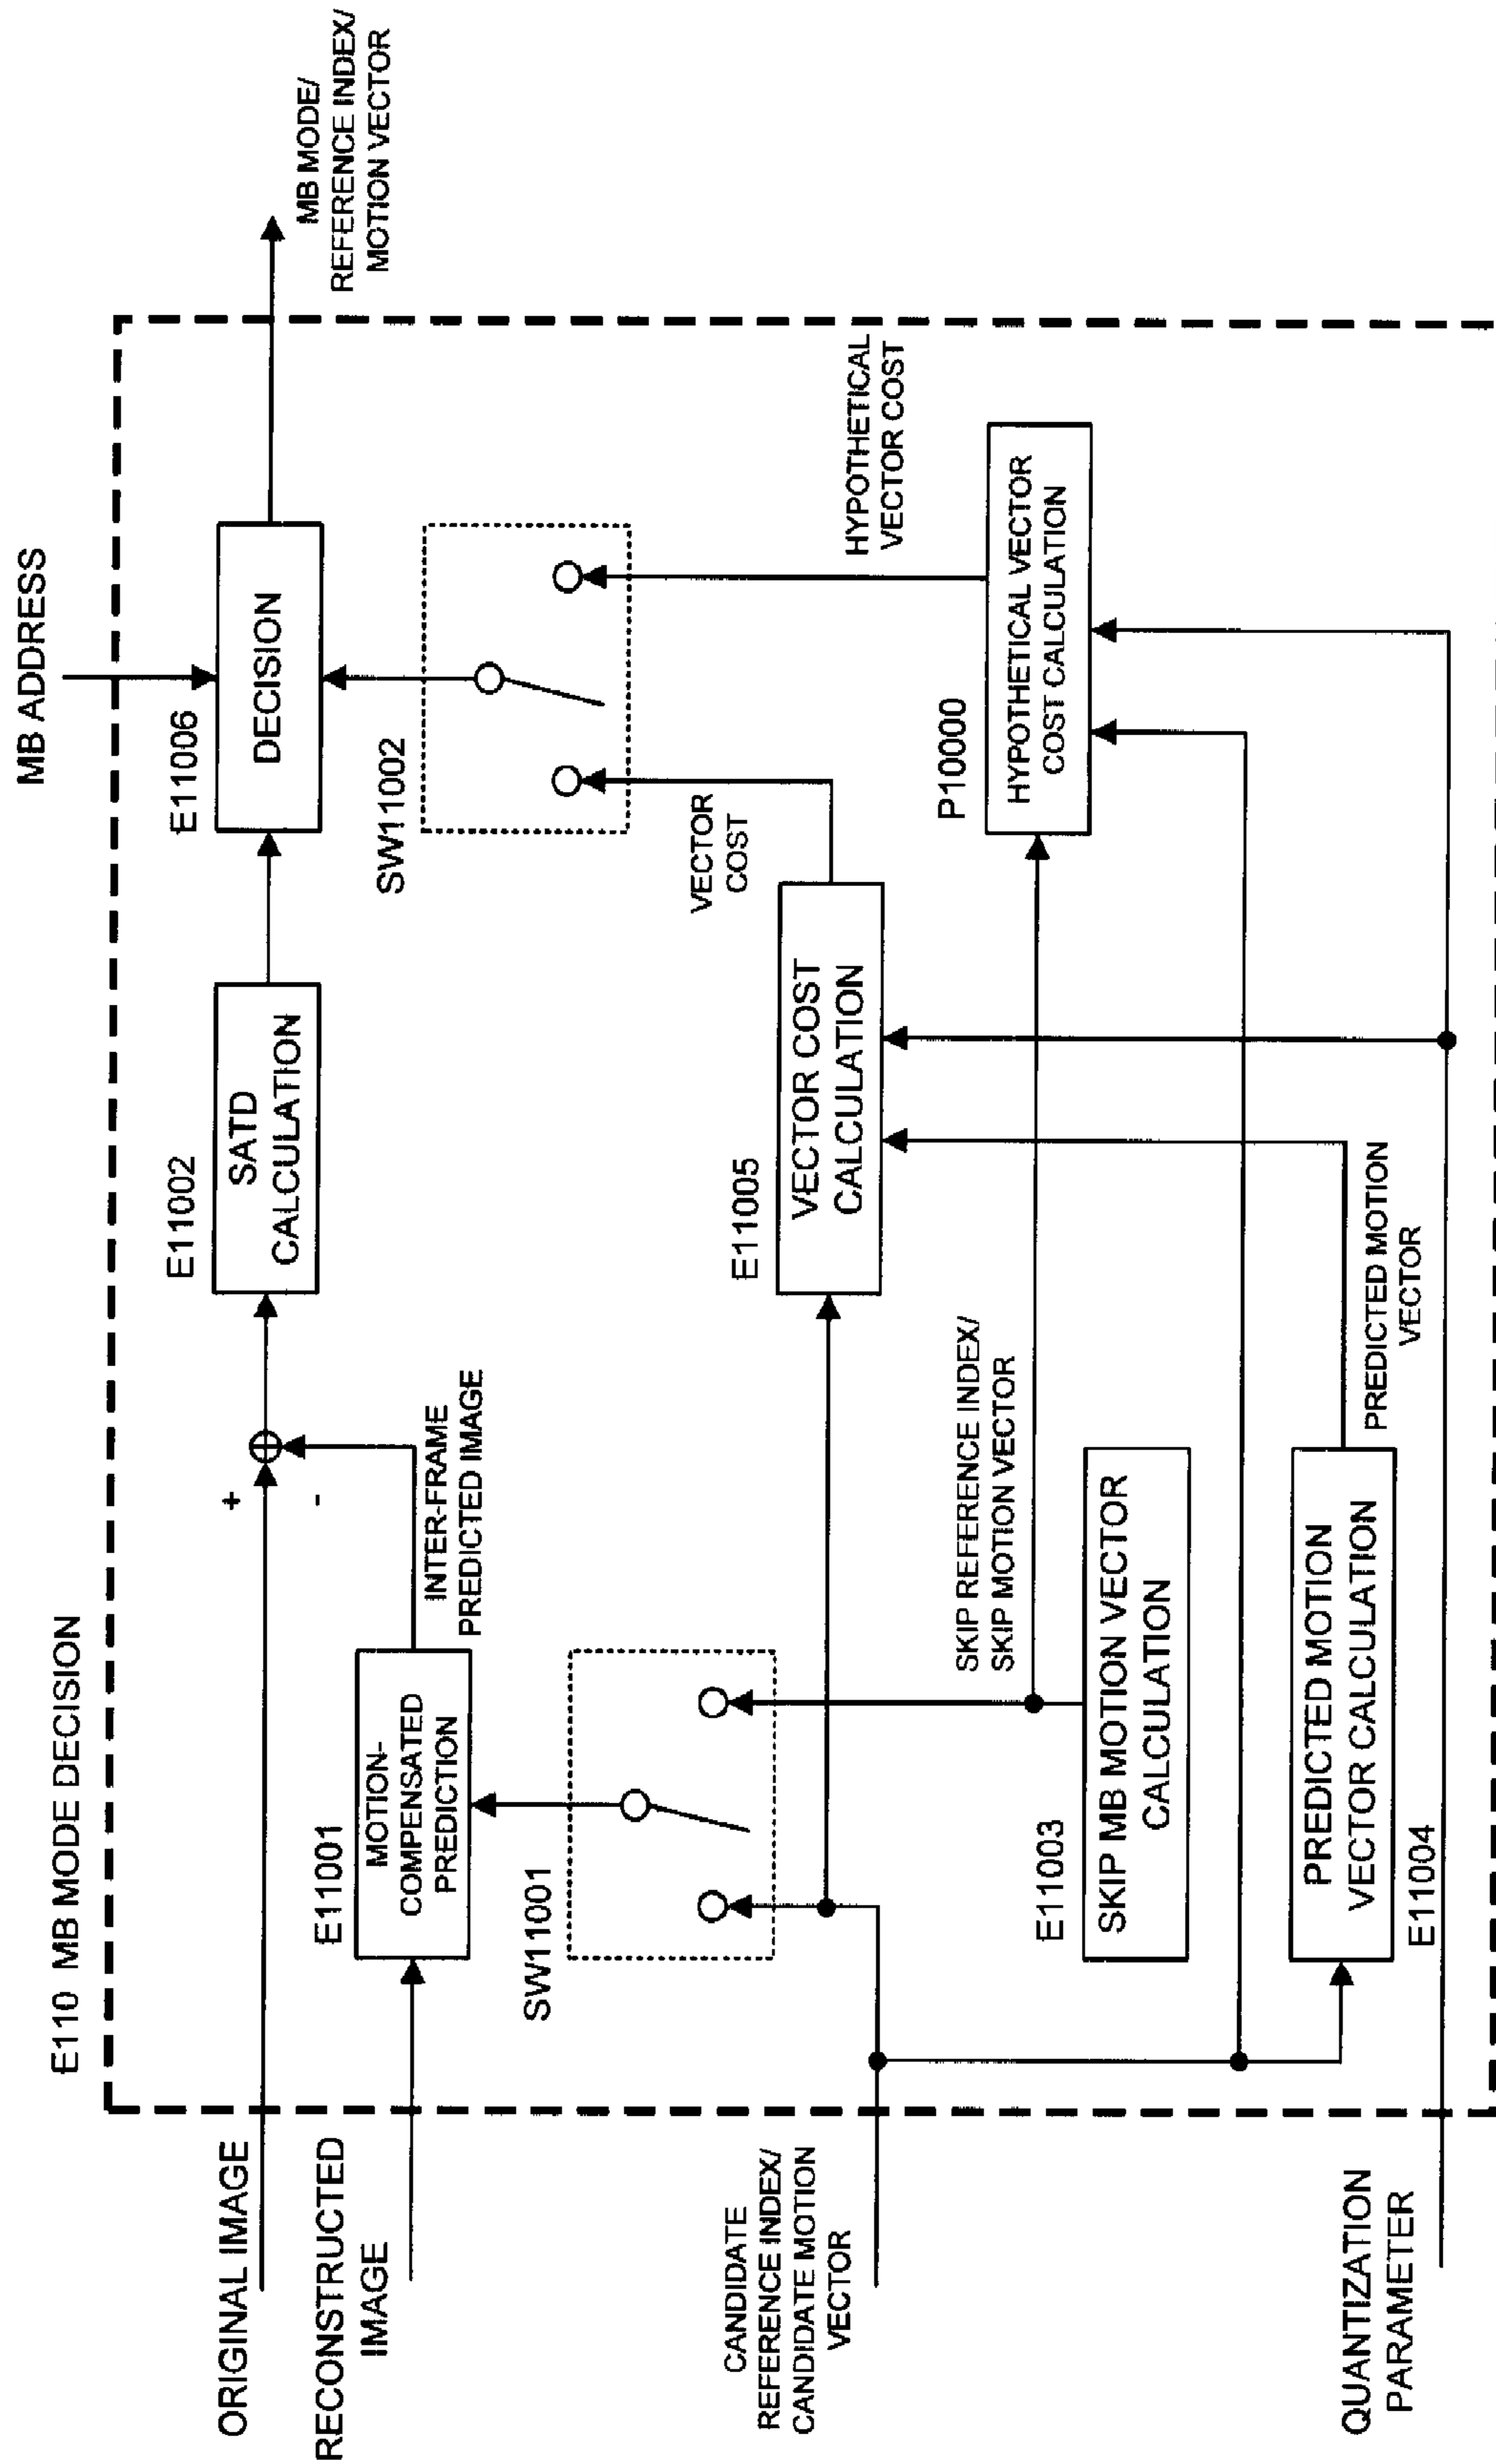 E110 MB MODE DECISION
MB ADDRESS
ORIGINAL IMAGE
+
-
E11002
SATD
CALCULATION
E11006
DECISION
MB MODE/
REFERENCE INDEX/
MOTION VECTOR
RECONSTRUCTED
IMAGE
E11001
MOTION-
COMPENSATED
PREDICTION
INTER-FRAME
PREDICTED IMAGE
SW11001
SW11002
CANDIDATE
REFERENCE INDEX/
CANDIDATE MOTION
VECTOR
E11005
VECTOR COST
CALCULATION
VECTOR
COST
HYPOTHETICAL
VECTOR COST
SKIP REFERENCE INDEX/
SKIP MOTION VECTOR
P10000
HYPOTHETICAL VECTOR
COST CALCULATION
E11003
SKIP MB MOTION VECTOR
CALCULATION
PREDICTED MOTION
VECTOR CALCULATION
E11004
PREDICTED MOTION
VECTOR
QUANTIZATION
PARAMETER